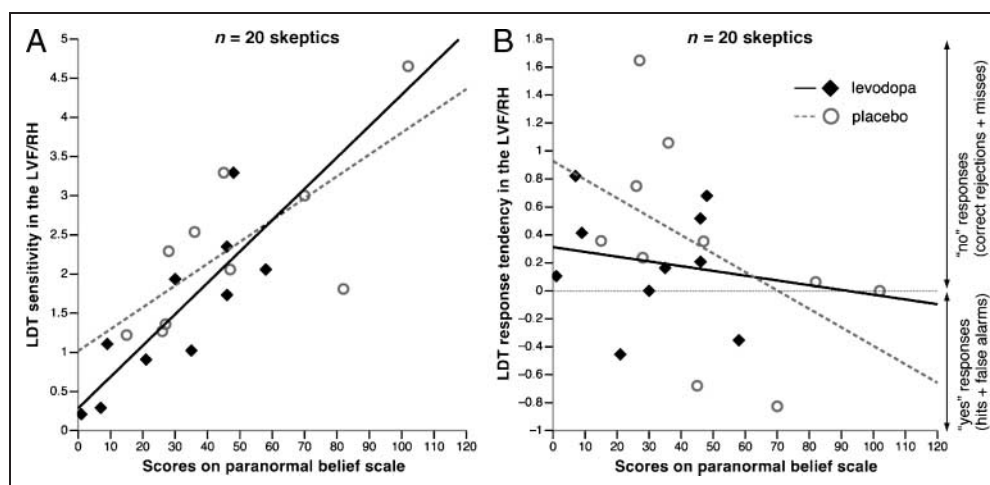 A
n = 20 skeptics
LDT sensitivity in the LVF/RH
5
4.5
4
3.5
3
2.5
2
1.5
1
0.5
0
0 10 20 30 40 50 60 70 80 90 100 110 120
Scores on paranormal belief scale
B
n = 20 skeptics
LDT response tendency in the LVF/RH
1.8
1.6
1.4
1.2
1
0.8
0.6
0.4
0.2
0
−0.2
−0.4
−0.6
−0.8
−1
0 10 20 30 40 50 60 70 80 90 100 110 120
Scores on paranormal belief scale
levodopa
placebo
"no" responses
(correct rejections + misses)
"yes" responses
(hits + false alarms)